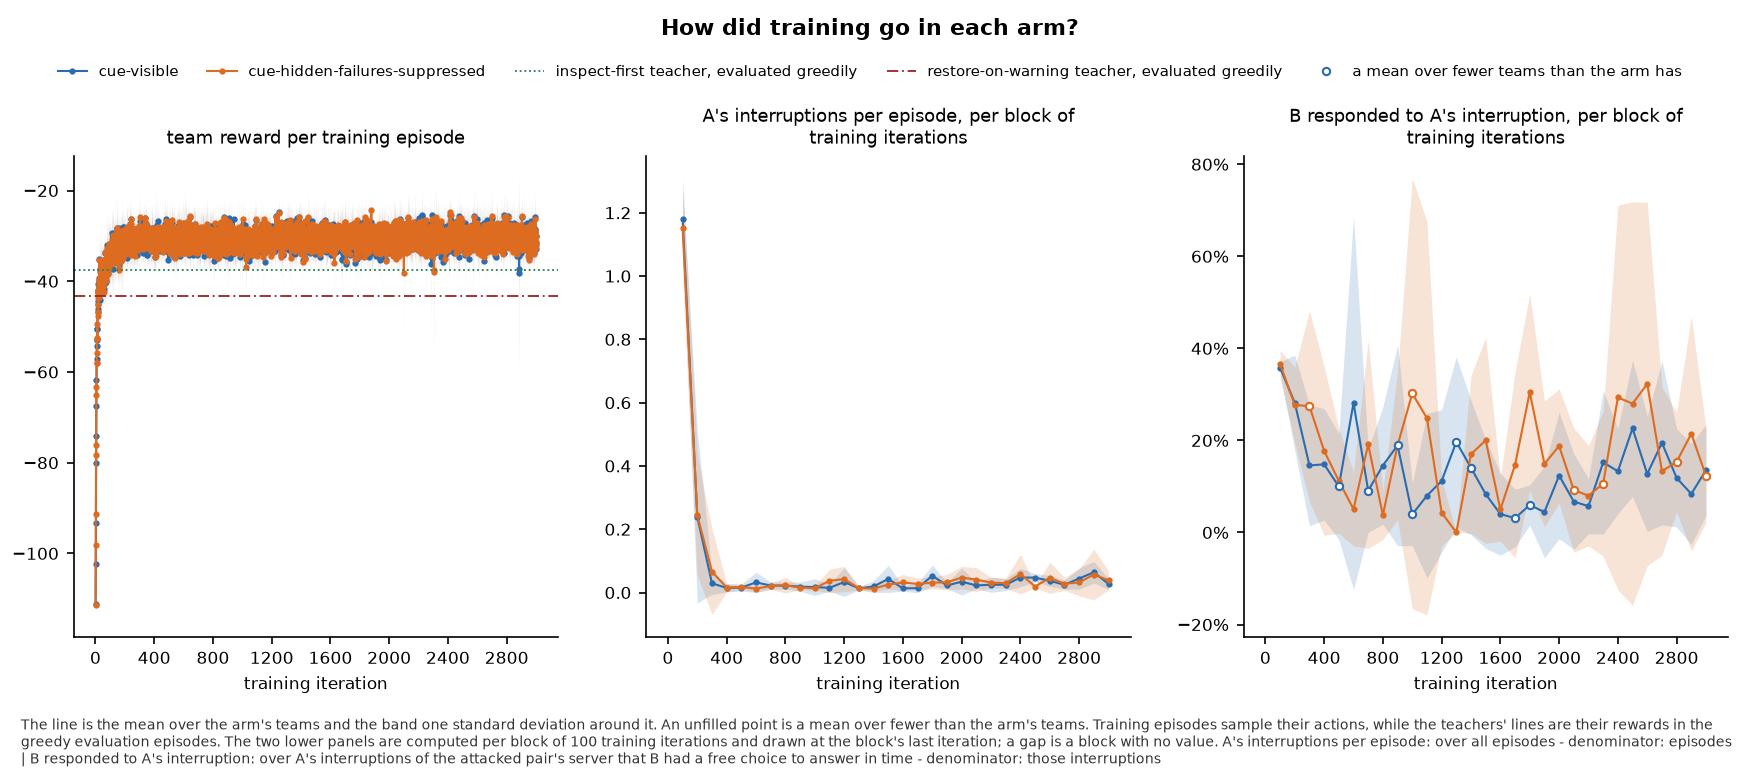 How did training go in each arm?
cue-visible
cue-hidden-failures-suppressed
inspect-first teacher, evaluated greedily
restore-on-warning teacher, evaluated greedily
a mean over fewer teams than the arm has
team reward per training episode
−20
−40
−60
−80
−100
0 400 800 1200 1600 2000 2400 2800
training iteration
A's interruptions per episode, per block of
training iterations
1.2
1.0
0.8
0.6
0.4
0.2
0.0
0 400 800 1200 1600 2000 2400 2800
training iteration
B responded to A's interruption, per block of
training iterations
80%
60%
40%
20%
0%
−20%
0 400 800 1200 1600 2000 2400 2800
training iteration
The line is the mean over the arm's teams and the band one standard deviation around it. An unfilled point is a mean over fewer than the arm's teams. Training episodes sample their actions, while the teachers' lines are their rewards in the
greedy evaluation episodes. The two lower panels are computed per block of 100 training iterations and drawn at the block's last iteration; a gap is a block with no value. A's interruptions per episode: over all episodes - denominator: episodes
| B responded to A's interruption: over A's interruptions of the attacked pair's server that B had a free choice to answer in time - denominator: those interruptions